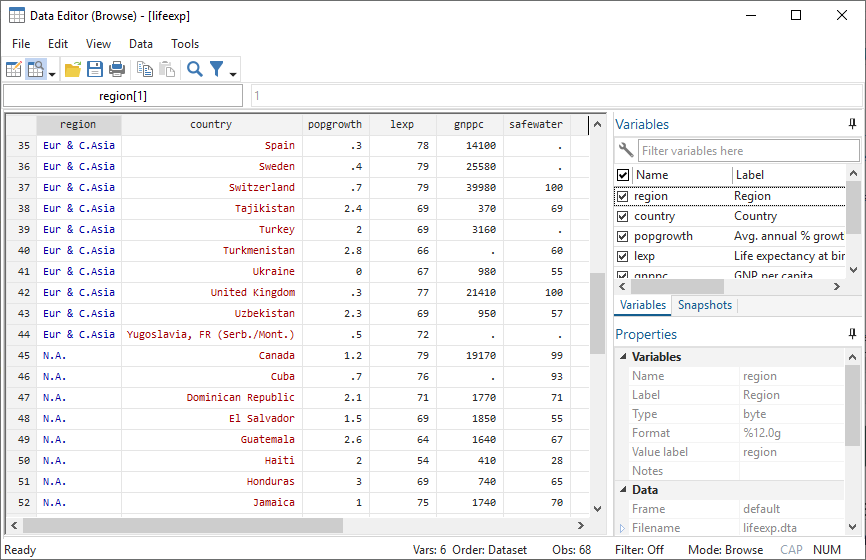 Data Editor (Browse) - [lifeexp]
File Edit View Data Tools
region[1] 1
region country popgrowth lexp gnppc safewater
35 Eur & C.Asia Spain .3 78 14100 .
36 Eur & C.Asia Sweden .4 79 25580 .
37 Eur & C.Asia Switzerland .7 79 39980 100
38 Eur & C.Asia Tajikistan 2.4 69 370 69
39 Eur & C.Asia Turkey 2 69 3160 .
40 Eur & C.Asia Turkmenistan 2.8 66 . 60
41 Eur & C.Asia Ukraine 0 67 980 55
42 Eur & C.Asia United Kingdom .3 77 21410 100
43 Eur & C.Asia Uzbekistan 2.3 69 950 57
44 Eur & C.Asia Yugoslavia, FR (Serb./Mont.) .5 72 . .
45 N.A. Canada 1.2 79 19170 99
46 N.A. Cuba .7 76 . 93
47 N.A. Dominican Republic 2.1 71 1770 71
48 N.A. El Salvador 1.5 69 1850 55
49 N.A. Guatemala 2.6 64 1640 67
50 N.A. Haiti 2 54 410 28
51 N.A. Honduras 3 69 740 65
52 N.A. Jamaica 1 75 1740 70
Variables
Filter variables here
Name Label
region Region
country Country
popgrowth Avg. annual % growt
lexp Life expectancy at bir
gnppc GNP per capita
Variables Snapshots
Properties
Variables
Name region
Label Region
Type byte
Format %12.0g
Value label region
Notes
Data
Frame default
Filename lifeexp.dta
Ready Vars: 6 Order: Dataset Obs: 68 Filter: Off Mode: Browse CAP NUM